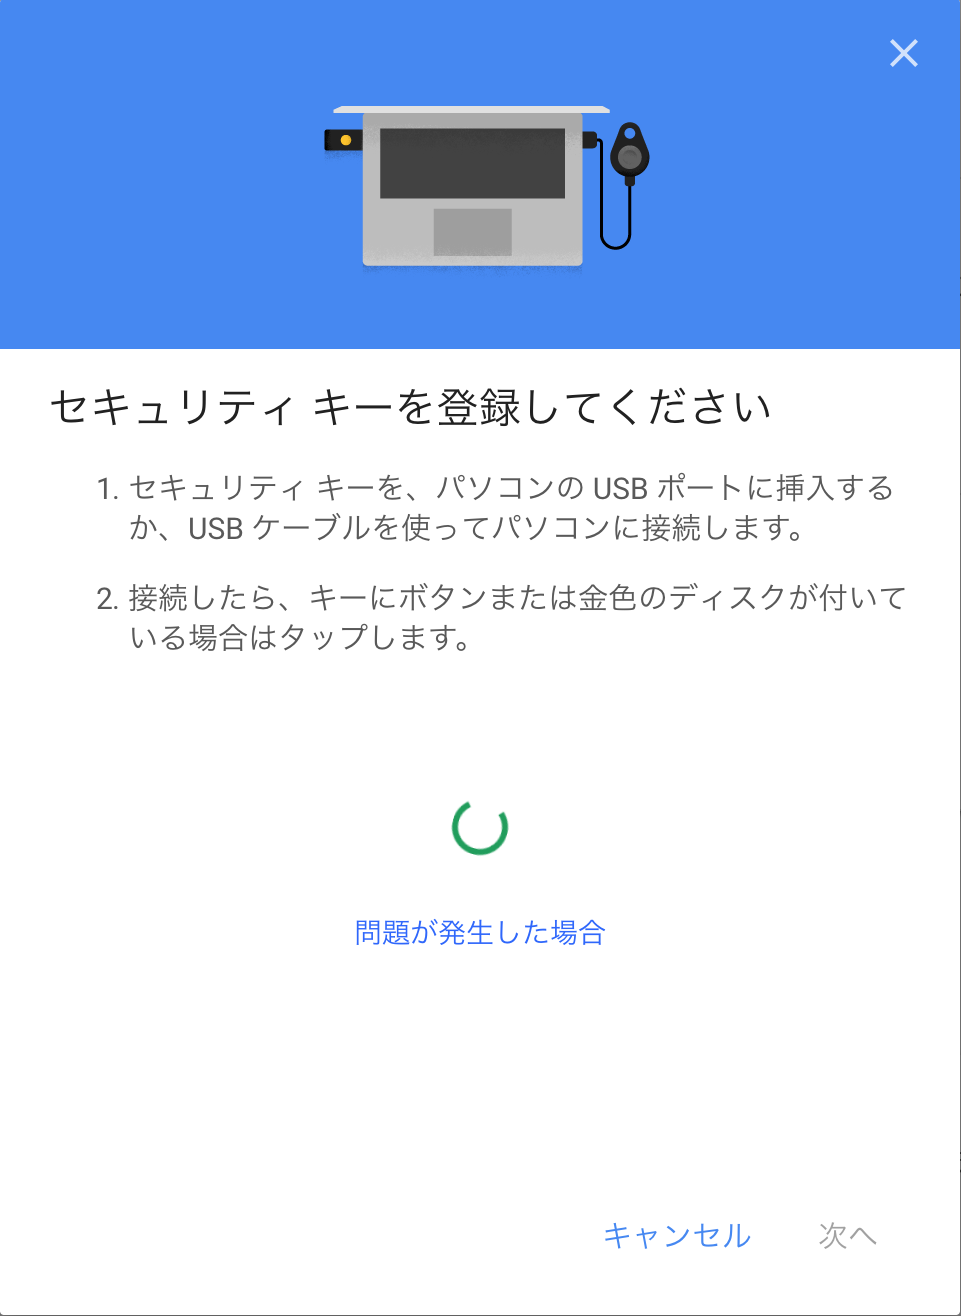 セキュリティ キーを登録してください
1. セキュリティ キーを、パソコンの USB ポートに挿入する
か、USB ケーブルを使ってパソコンに接続します。
2. 接続したら、キーにボタンまたは金色のディスクが付いて
いる場合はタップします。
問題が発生した場合
キャンセル 次へ